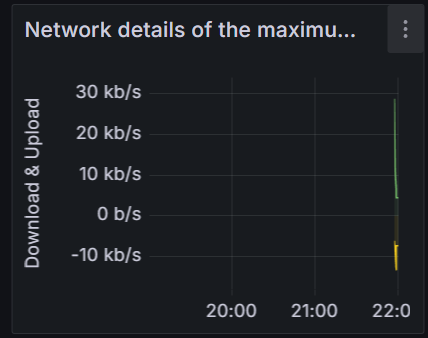 Network details of the maximu...
Download & Upload
30 kb/s
20 kb/s
10 kb/s
0 b/s
-10 kb/s
20:00 21:00 22:0